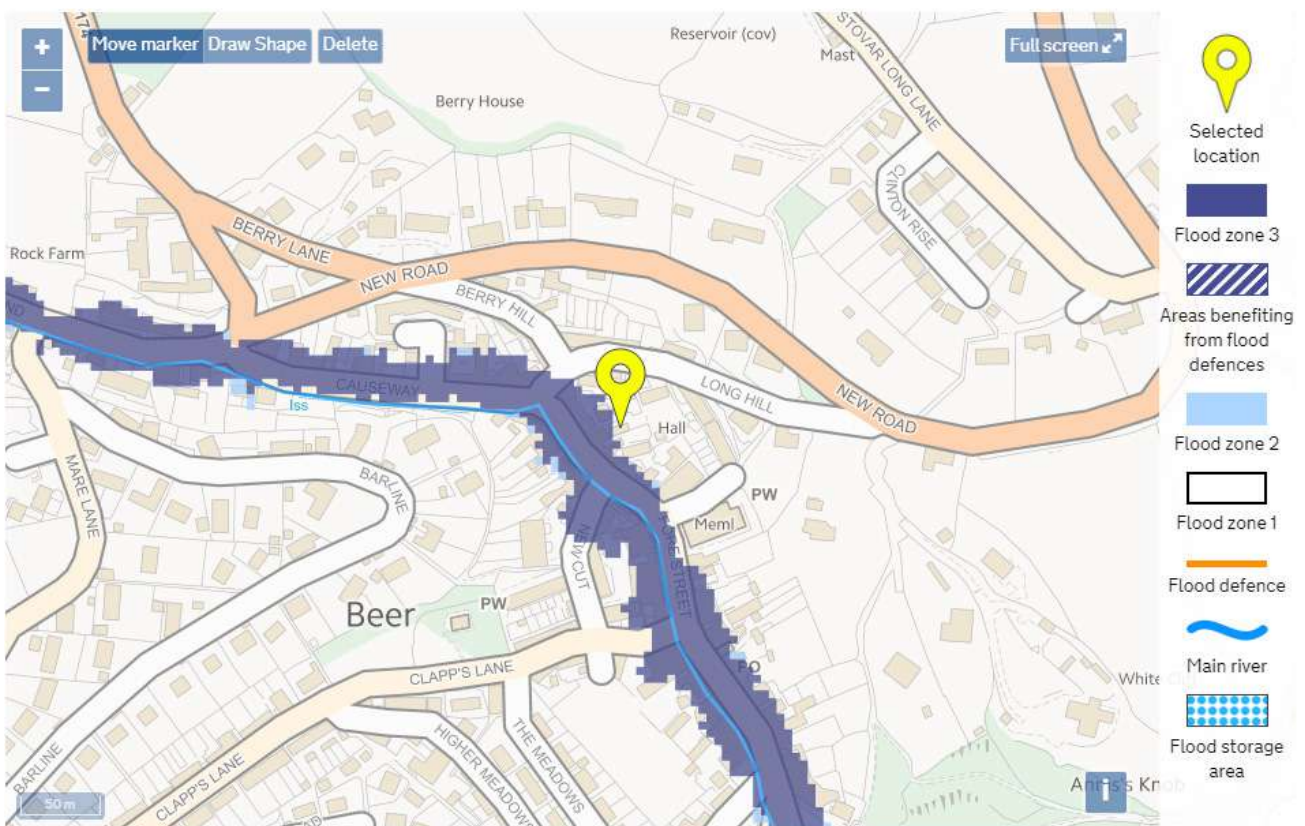 174
+
−
Move marker
Draw Shape
Delete
Full screen
Reservoir (cov)
Mast
STOVAR LONG LANE
Berry House
CLINTON RISE
Rock Farm
BERRY LANE
NEW ROAD
BERRY HILL
LONG HILL
NEW ROAD
CAUSEWAY
Iss
Hall
MARE LANE
BARLINE
PW
Meml
NEW CUT
FORE STREET
Beer
PW
CLAPP'S LANE
PO
White
BARLINE
CLAPP'S LANE
HIGHER MEADOWS
THE MEADOWS
Annis's Knob
i
50 m
Selected
location
Flood zone 3
Areas benefiting
from flood
defences
Flood zone 2
Flood zone 1
Flood defence
Main river
Flood storage
area